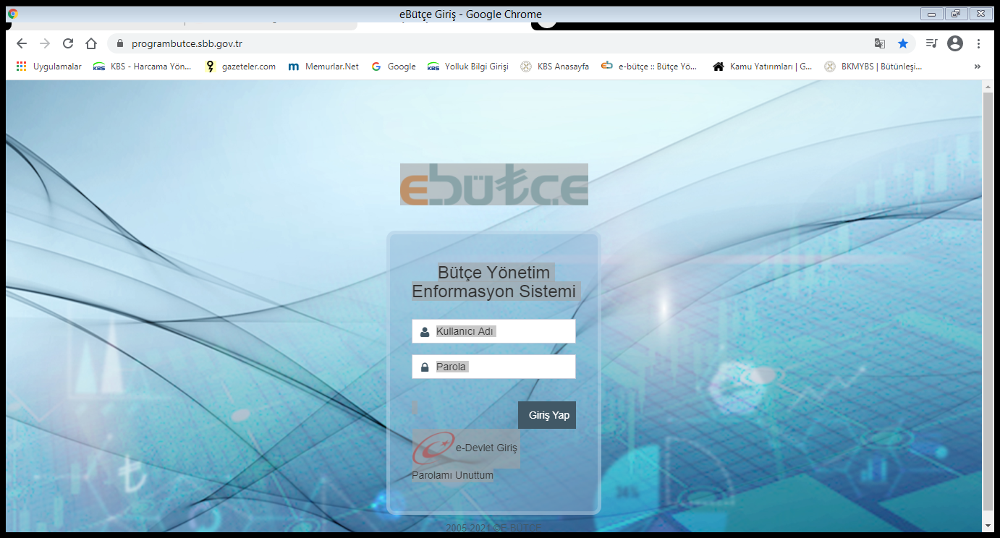 eBütçe Giriş - Google Chrome
programbutce.sbb.gov.tr
Uygulamalar KBS - Harcama Yön... gazeteler.com Memurlar.Net Google Yolluk Bilgi Girişi KBS Anasayfa e-bütçe :: Bütçe Yö... Kamu Yatırımları | G... BKMYBS | Bütünleşi... »
ebütçe
Bütçe Yönetim
Enformasyon Sistemi
Kullanıcı Adı
Parola
Giriş Yap
e-Devlet Giriş
Parolamı Unuttum
2005-2021 ©E-BÜTÇE